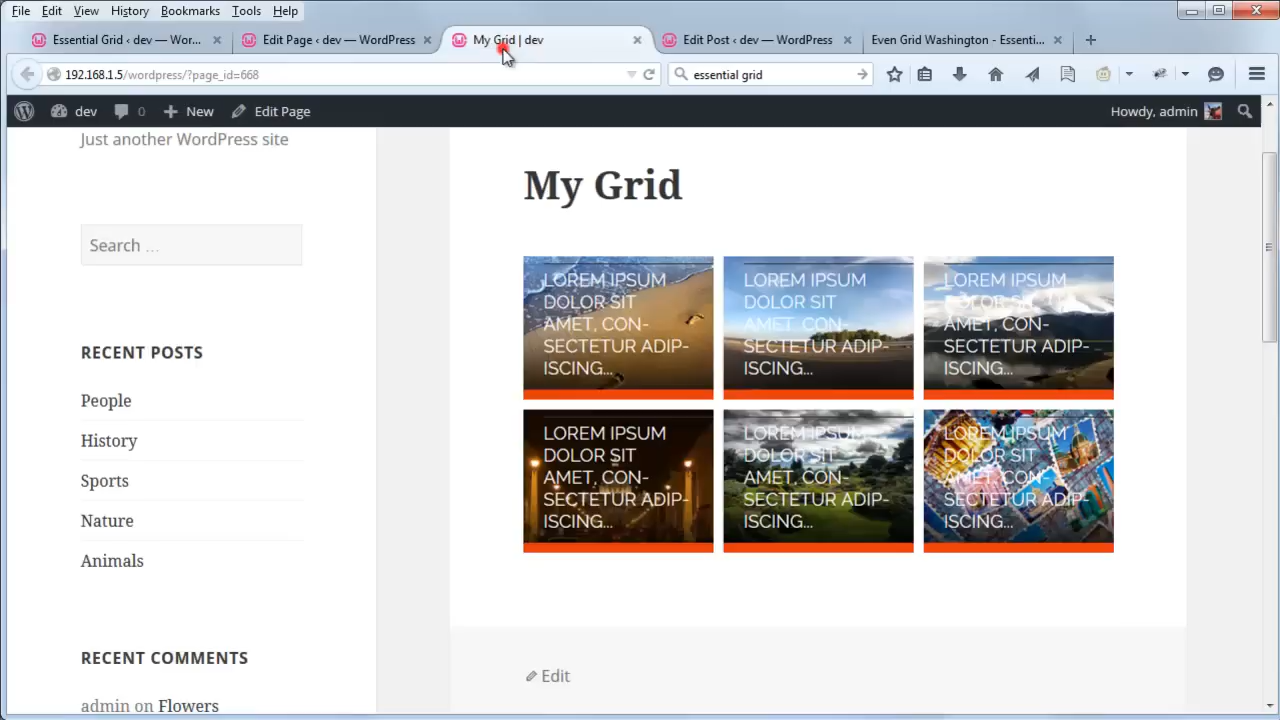 File Edit View History Bookmarks Tools Help
Essential Grid ‹ dev — Wor... Edit Page ‹ dev — WordPress My Grid | dev Edit Post ‹ dev — WordPress Even Grid Washington - Essenti...
192.168.1.5/wordpress/?page_id=668 essential grid
dev 0 New Edit Page Howdy, admin
Just another WordPress site
My Grid
Search ...
LOREM IPSUM
DOLOR SIT
AMET, CON-
SECTETUR ADIP-
ISCING...
LOREM IPSUM
DOLOR SIT
AMET, CON-
SECTETUR ADIP-
ISCING...
LOREM IPSUM
DOLOR SIT
AMET, CON-
SECTETUR ADIP-
ISCING...
LOREM IPSUM
DOLOR SIT
AMET, CON-
SECTETUR ADIP-
ISCING...
LOREM IPSUM
DOLOR SIT
AMET, CON-
SECTETUR ADIP-
ISCING...
LOREM IPSUM
DOLOR SIT
AMET, CON-
SECTETUR ADIP-
ISCING...
RECENT POSTS
People
History
Sports
Nature
Animals
RECENT COMMENTS
admin on Flowers
Edit